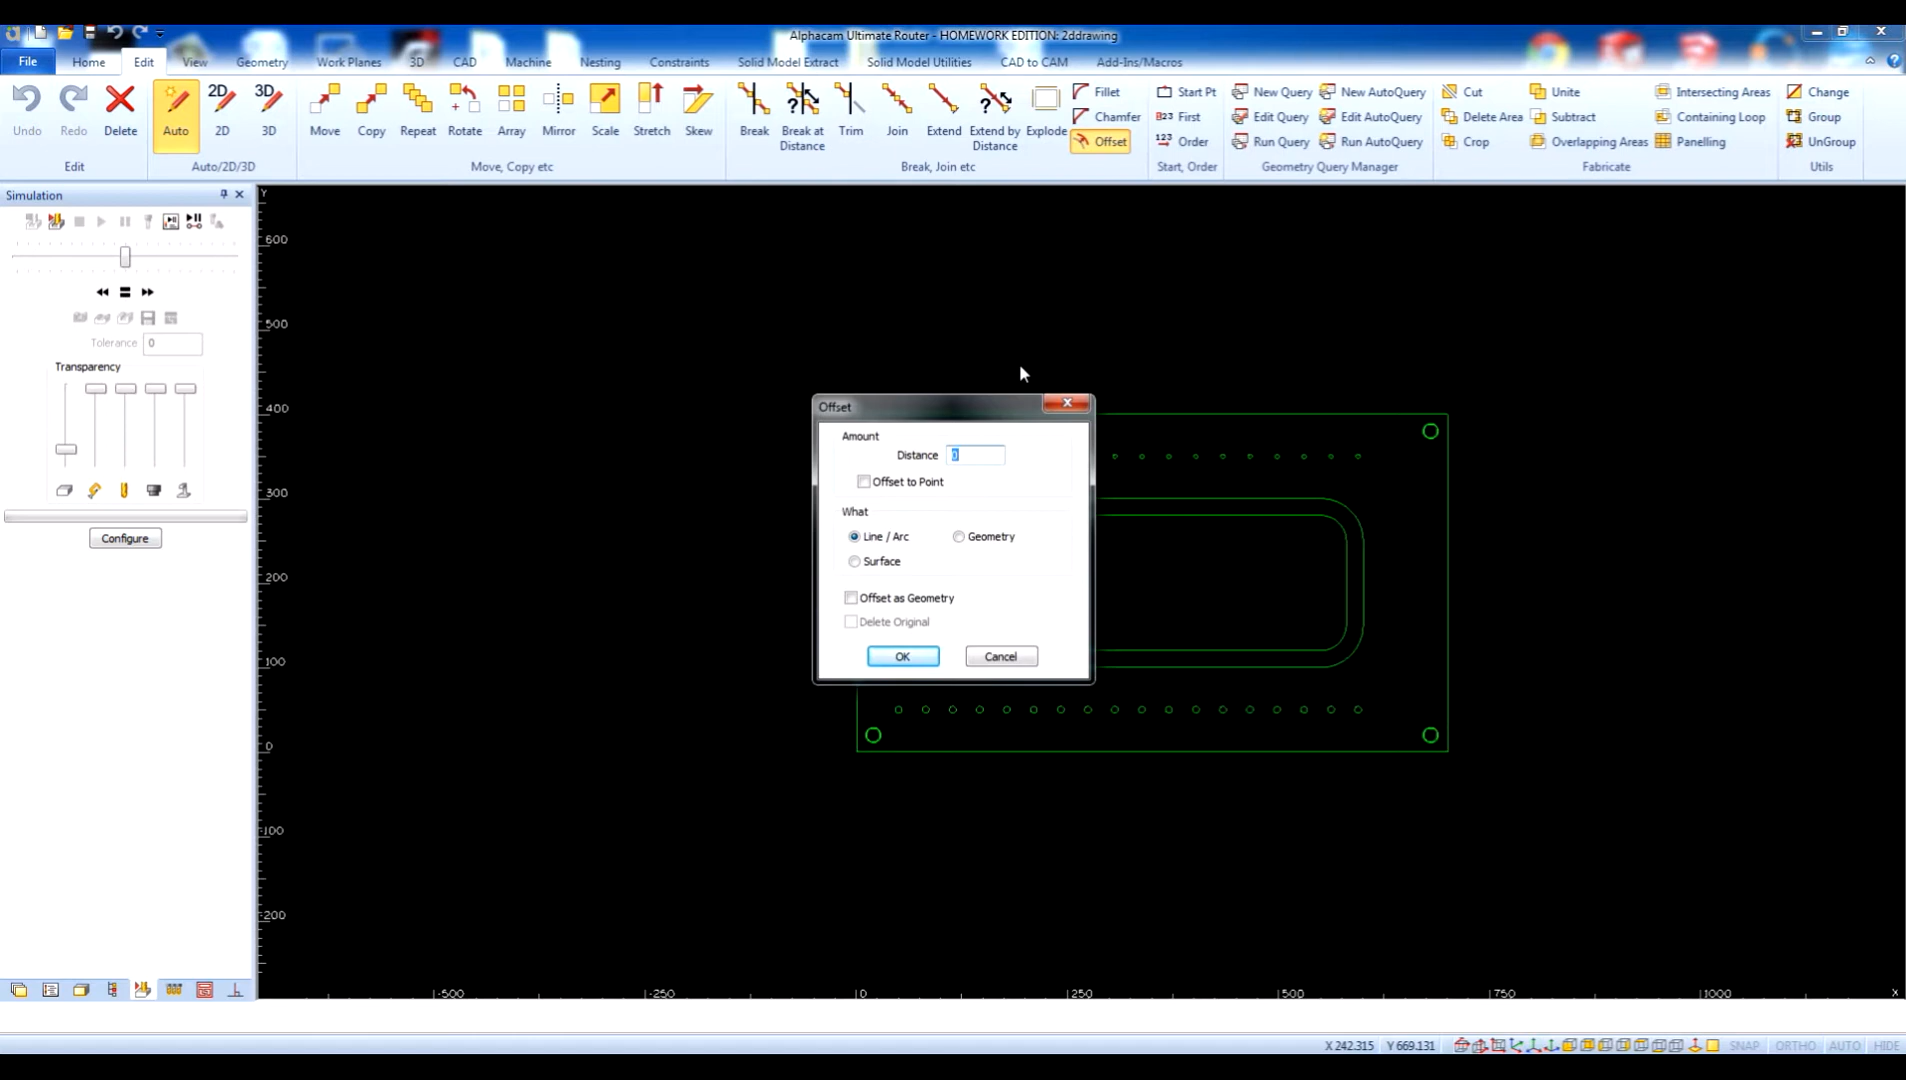 Alphacam Ultimate Router - HOMEWORK EDITION: 2ddrawing
File Home Edit View Geometry Work Planes 3D CAD Machine Nesting Constraints Solid Model Extract Solid Model Utilities CAD to CAM Add-Ins/Macros
Undo Redo Delete
Edit
Auto 2D 3D
Auto/2D/3D
Move Copy Repeat Rotate Array Mirror Scale Stretch Skew
Move, Copy etc
Break Break at Distance Trim Join Extend Extend by Distance Explode
Fillet
Chamfer
Offset
Break, Join etc
Start Pt
First
Order
Start, Order
New Query New AutoQuery
Edit Query Edit AutoQuery
Run Query Run AutoQuery
Geometry Query Manager
Cut Unite Intersecting Areas
Delete Area Subtract Containing Loop
Crop Overlapping Areas Panelling
Fabricate
Change
Group
UnGroup
Utils
Simulation
Tolerance 0
Transparency
Configure
Y
600
500
400
300
200
100
0
-100
-200
Offset
Amount
Distance 0
Offset to Point
What
Line / Arc Geometry
Surface
Offset as Geometry
Delete Original
OK Cancel
-500 -250 0 250 500 750 1000 X
X 242.315 Y 669.131 SNAP ORTHO AUTO HIDE